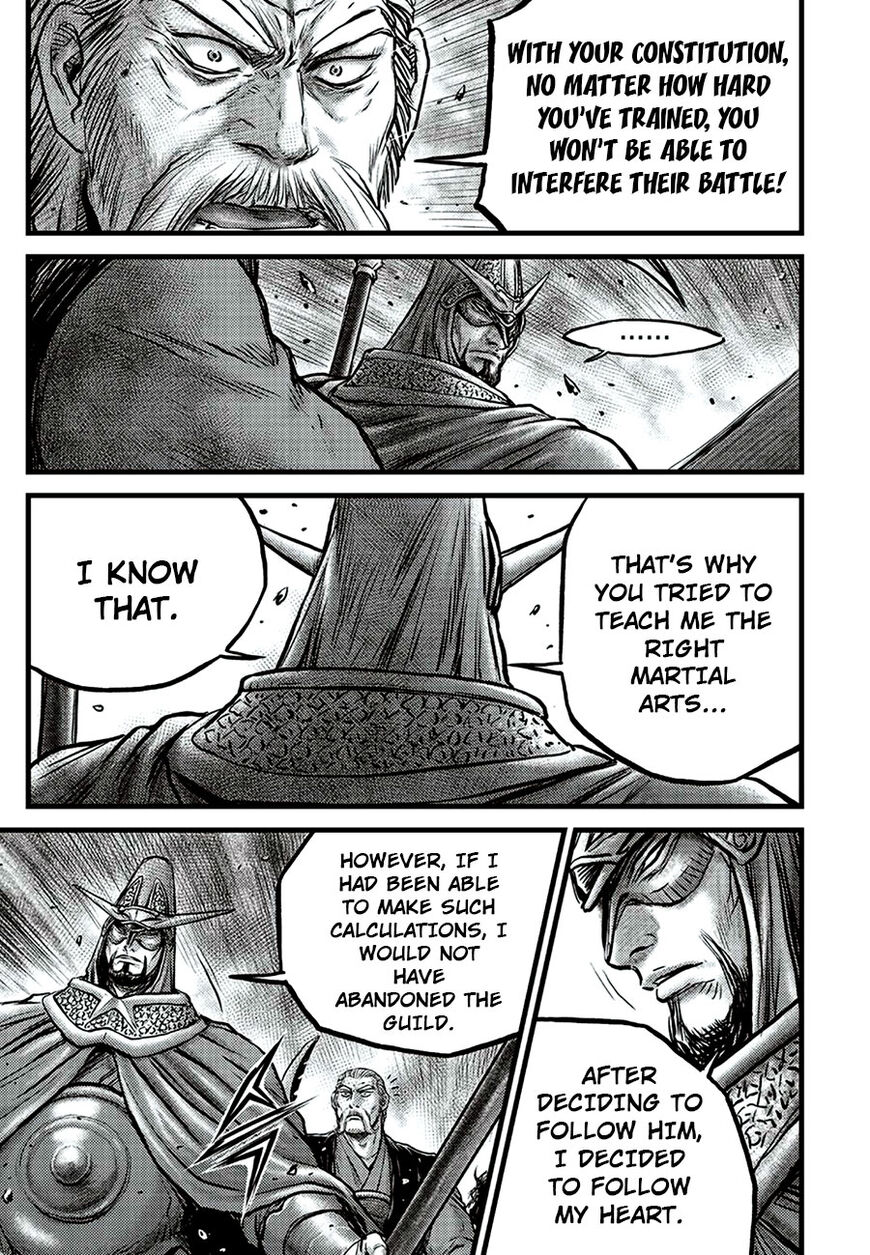 WITH YOUR CONSTITUTION,
NO MATTER HOW HARD
YOU'VE TRAINED, YOU
WON'T BE ABLE TO
INTERFERE THEIR BATTLE!
......
I KNOW
THAT.
THAT'S WHY
YOU TRIED TO
TEACH ME THE
RIGHT
MARTIAL
ARTS...
HOWEVER, IF I
HAD BEEN ABLE
TO MAKE SUCH
CALCULATIONS, I
WOULD NOT
HAVE
ABANDONED THE
GUILD.
AFTER
DECIDING TO
FOLLOW HIM,
I DECIDED
TO FOLLOW
MY HEART.